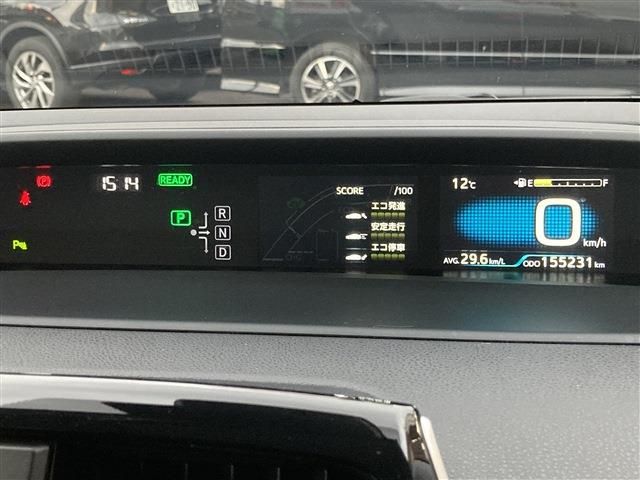 15:14
READY
P
R
N
D
P
SCORE /100
エコ発進
安定走行
エコ停車
12℃
E F
0 km/h
AVG. 29.6 km/L
ODO 155231 km